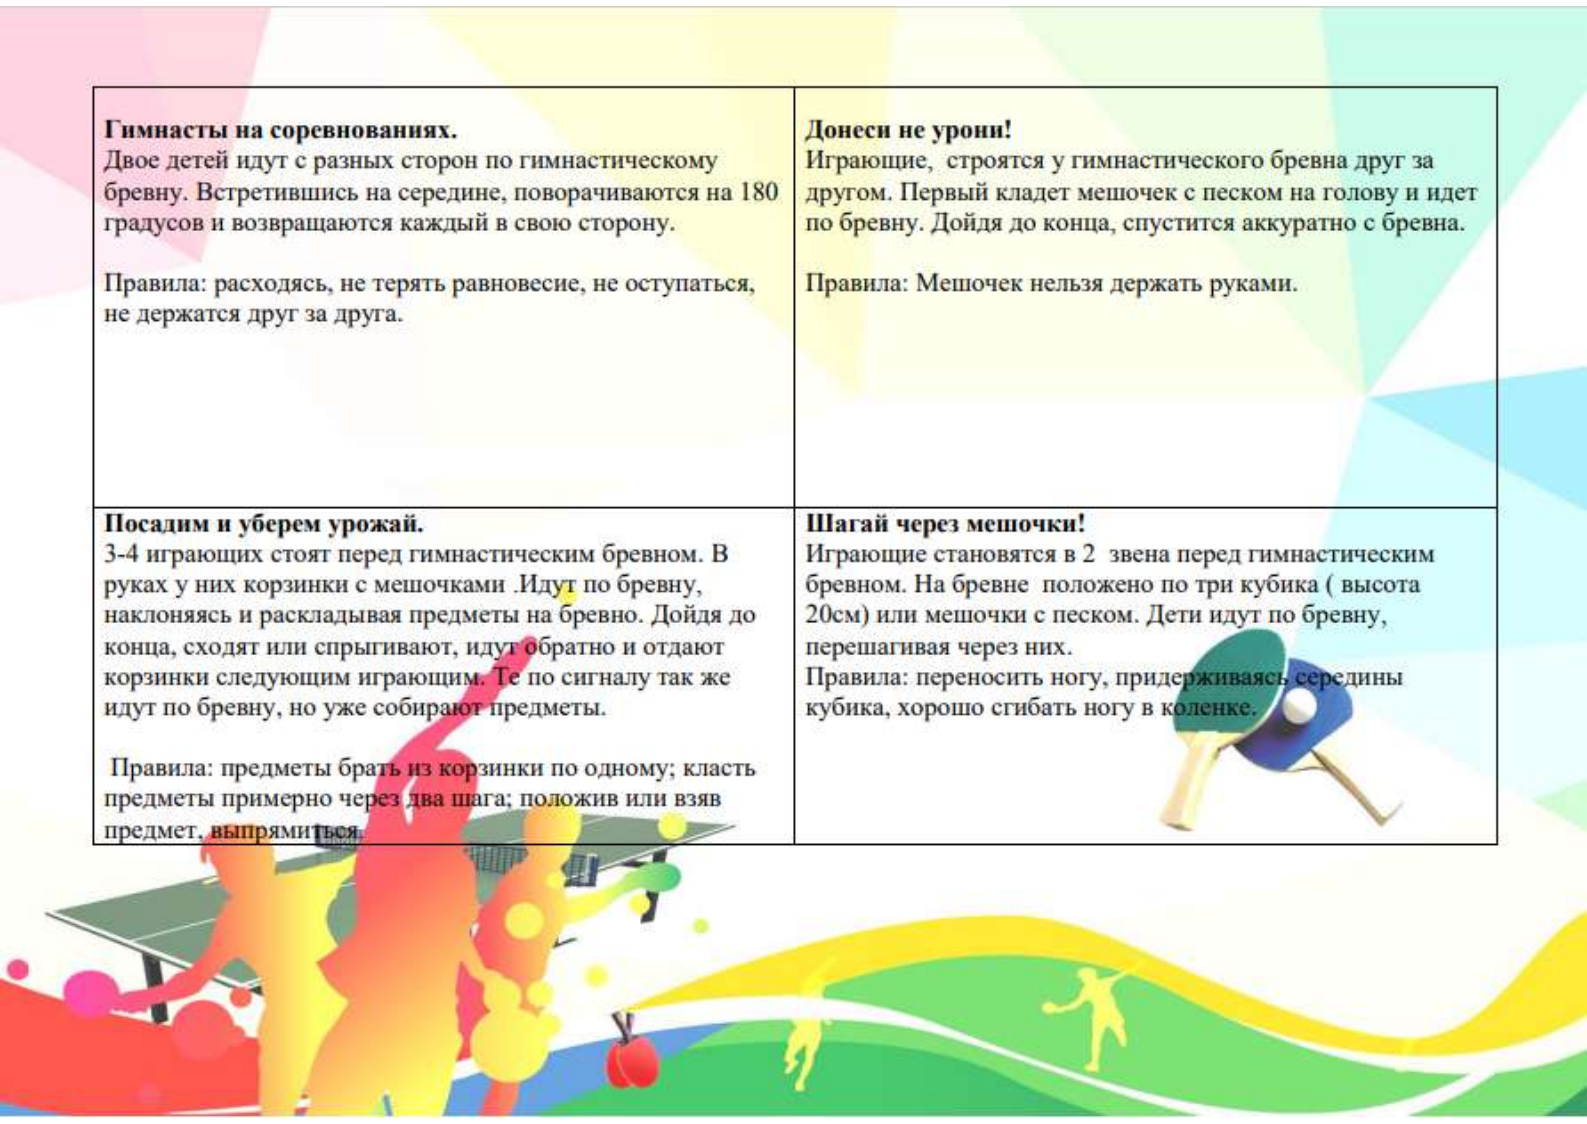 Гимнасты на соревнованиях.
Двое детей идут с разных сторон по гимнастическому
бревну. Встретившись на середине, поворачиваются на 180
градусов и возвращаются каждый в свою сторону.
Правила: расходясь, не терять равновесие, не оступаться,
не держатся друг за друга.
Донеси не урони!
Играющие,  строятся у гимнастического бревна друг за
другом. Первый кладет мешочек с песком на голову и идет
по бревну. Дойдя до конца, спустится аккуратно с бревна.
Правила: Мешочек нельзя держать руками.
Посадим и уберем урожай.
3-4 играющих стоят перед гимнастическим бревном. В
руках у них корзинки с мешочками .Идут по бревну,
наклоняясь и раскладывая предметы на бревно. Дойдя до
конца, сходят или спрыгивают, идут обратно и отдают
корзинки следующим играющим. Те по сигналу так же
идут по бревну, но уже собирают предметы.
Правила: предметы брать из корзинки по одному; класть
предметы примерно через два шага; положив или взяв
предмет, выпрямиться.
Шагай через мешочки!
Играющие становятся в 2  звена перед гимнастическим
бревном. На бревне  положено по три кубика ( высота
20см) или мешочки с песком. Дети идут по бревну,
перешагивая через них.
Правила: переносить ногу, придерживаясь середины
кубика, хорошо сгибать ногу в коленке.